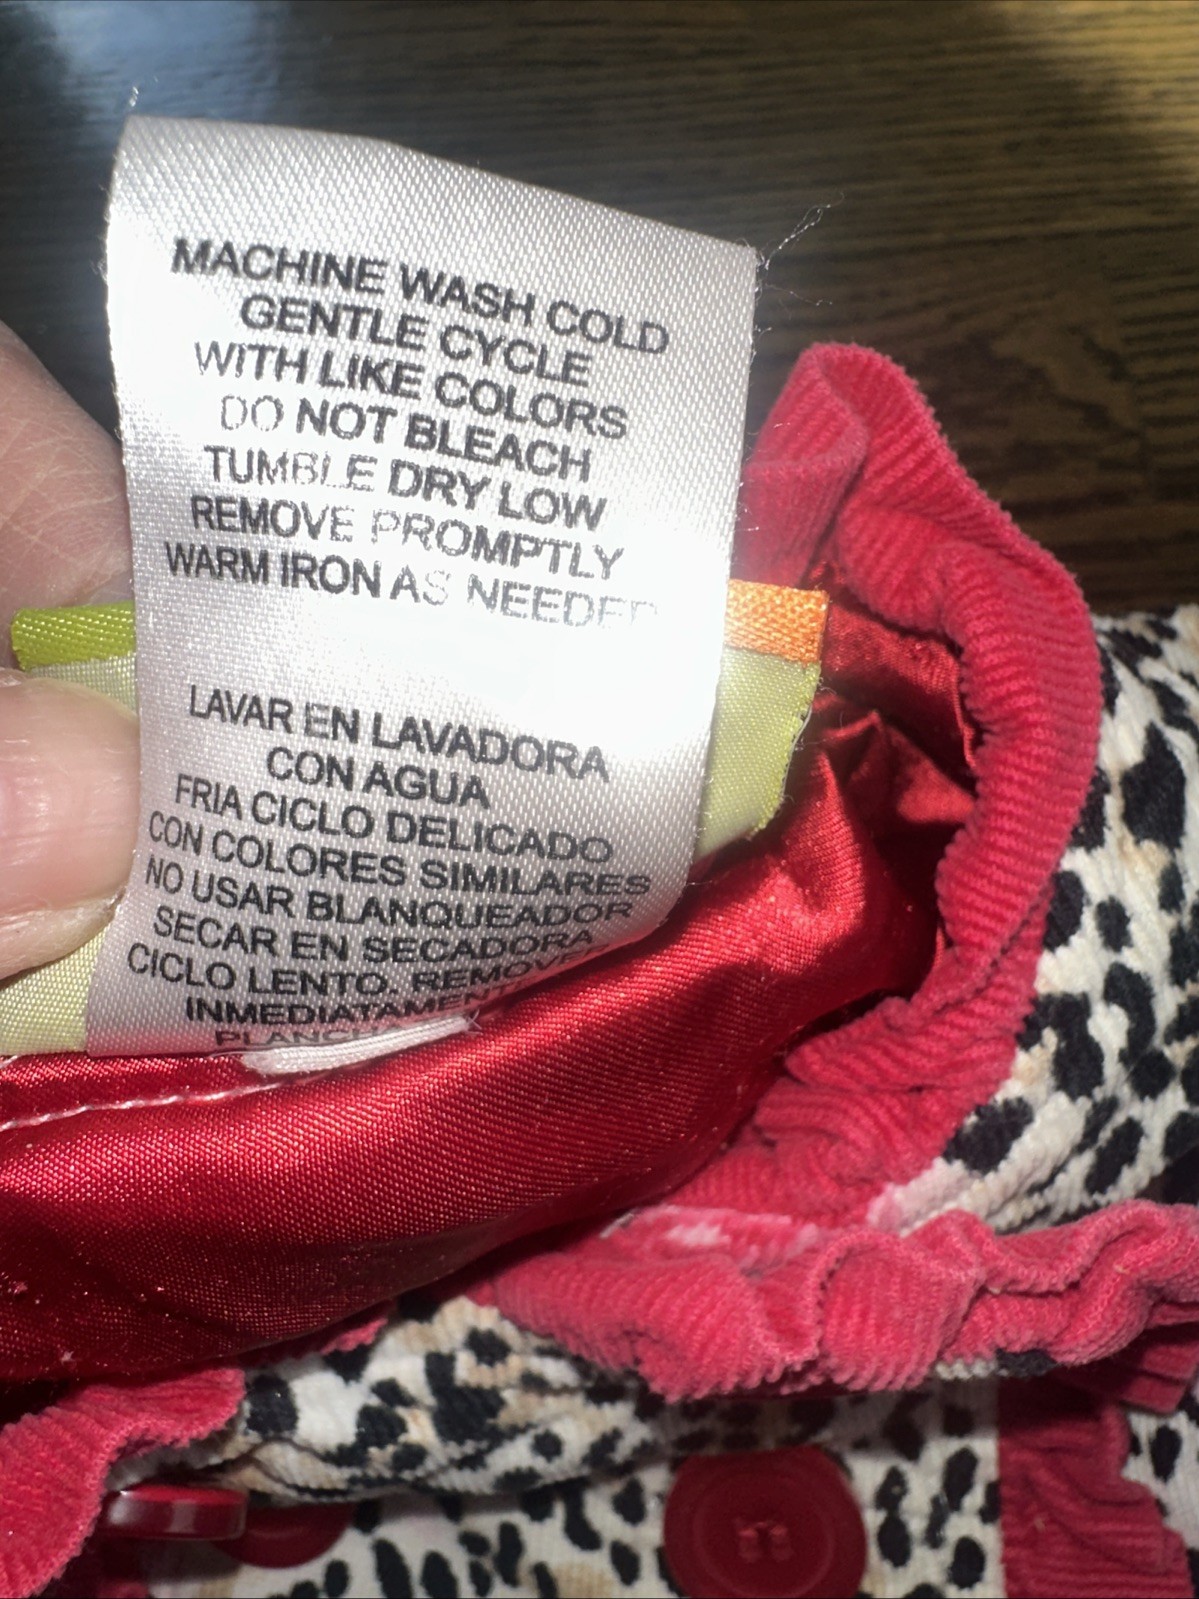 MACHINE WASH COLD
GENTLE CYCLE
WITH LIKE COLORS
DO NOT BLEACH
TUMBLE DRY LOW
REMOVE PROMPTLY
WARM IRON AS NEEDED
LAVAR EN LAVADORA
CON AGUA
FRIA CICLO DELICADO
CON COLORES SIMILARES
NO USAR BLANQUEADOR
SECAR EN SECADORA
CICLO LENTO. REMOVER